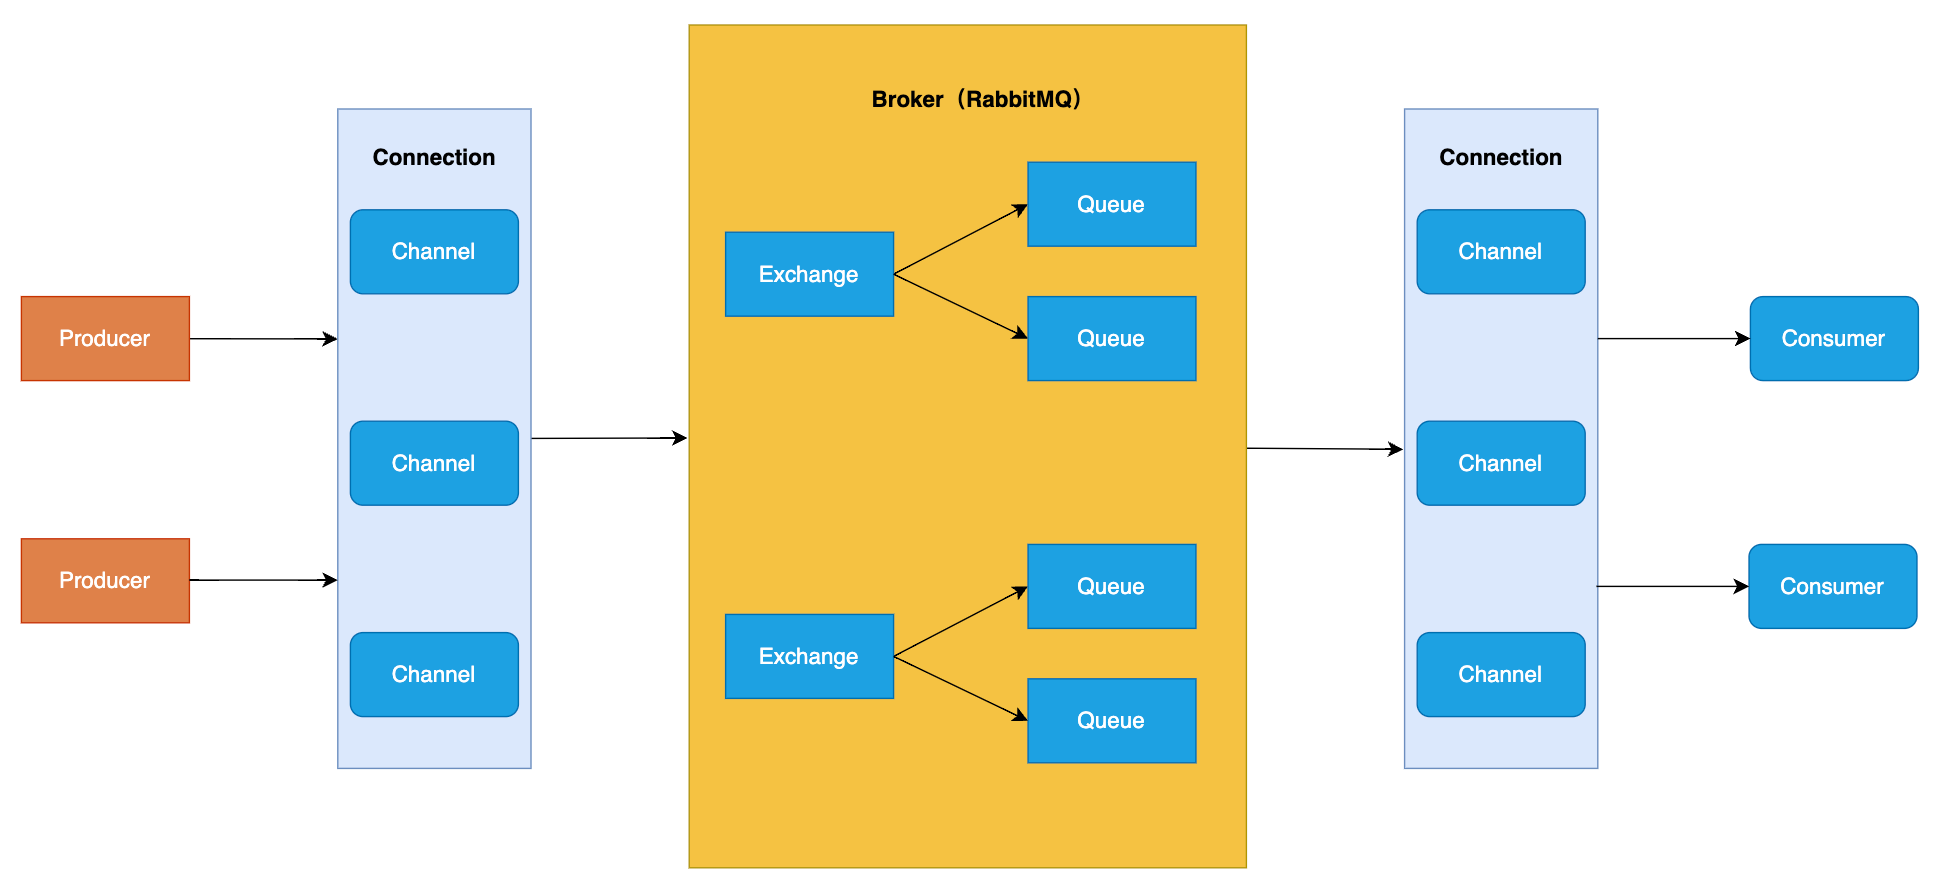 Producer
Producer
Connection
Channel
Channel
Channel
Broker（RabbitMQ）
Exchange
Queue
Queue
Exchange
Queue
Queue
Connection
Channel
Channel
Channel
Consumer
Consumer